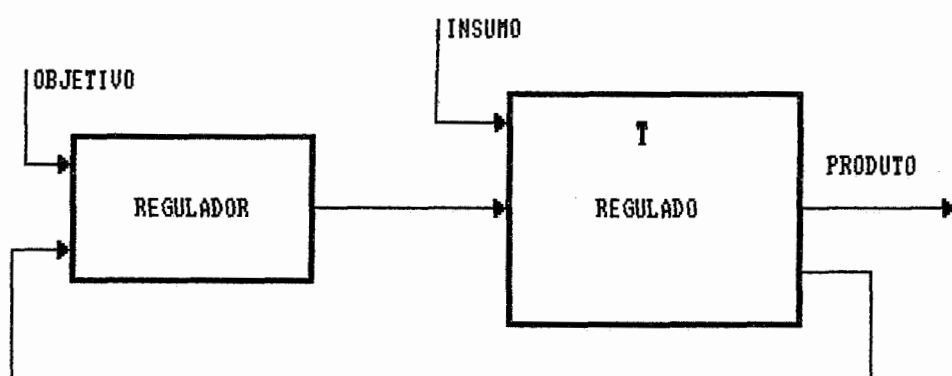 INSUMO
OBJETIVO
T
PRODUTO
REGULADOR
REGULADO